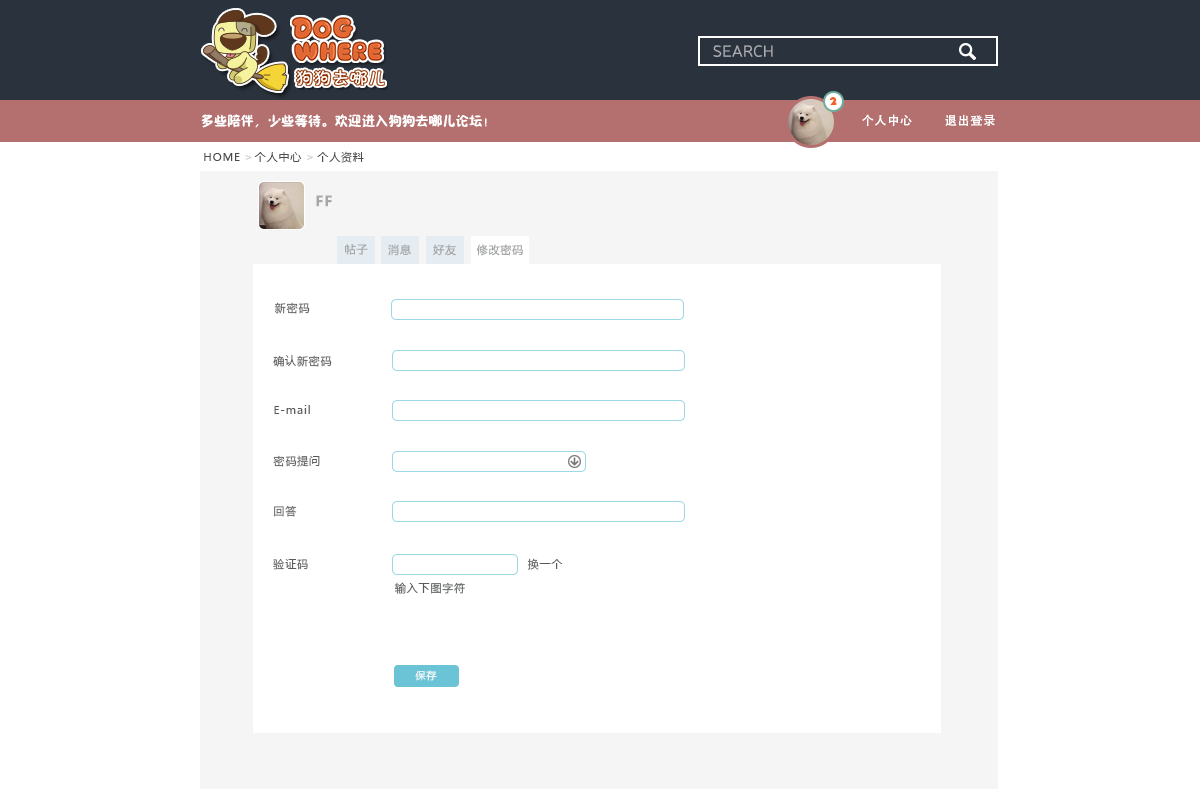 DOG
WHERE
狗狗去哪儿
SEARCH
多些陪伴，少些等待。欢迎进入狗狗去哪儿论坛！
2
个人中心
退出登录
HOME > 个人中心 > 个人资料
FF
帖子 消息 好友 修改密码
新密码
确认新密码
E-mail
密码提问
回答
验证码
换一个
输入下图字符
保存